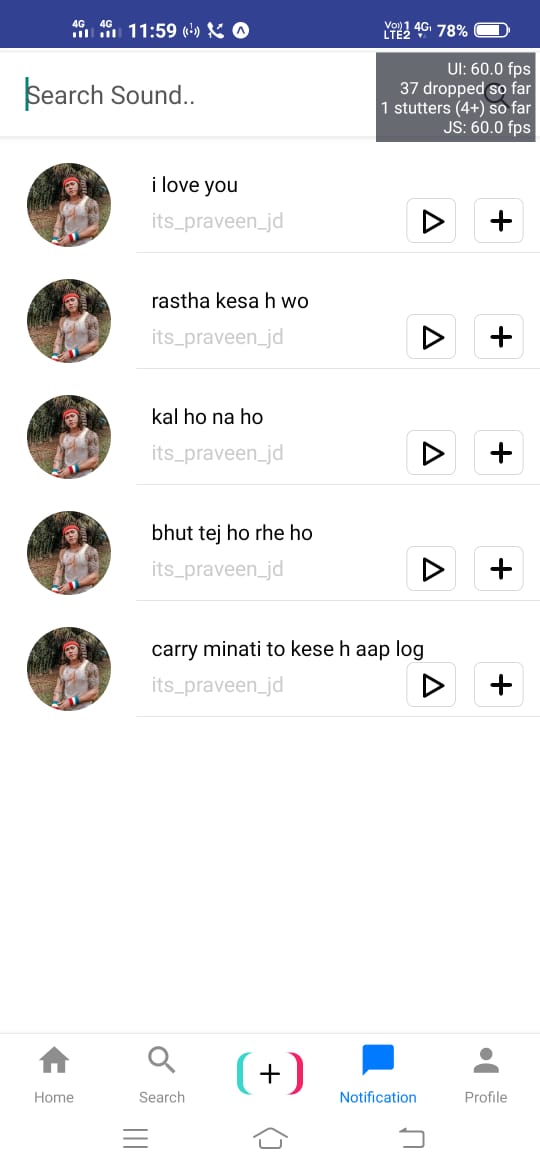 4G 4G 11:59 Vo)) 1 4G 78%
LTE2
Search Sound..
UI: 60.0 fps
37 dropped so far
1 stutters (4+) so far
JS: 60.0 fps
i love you
its_praveen_jd
rastha kesa h wo
its_praveen_jd
kal ho na ho
its_praveen_jd
bhut tej ho rhe ho
its_praveen_jd
carry minati to kese h aap log
its_praveen_jd
Home
Search
Notification
Profile